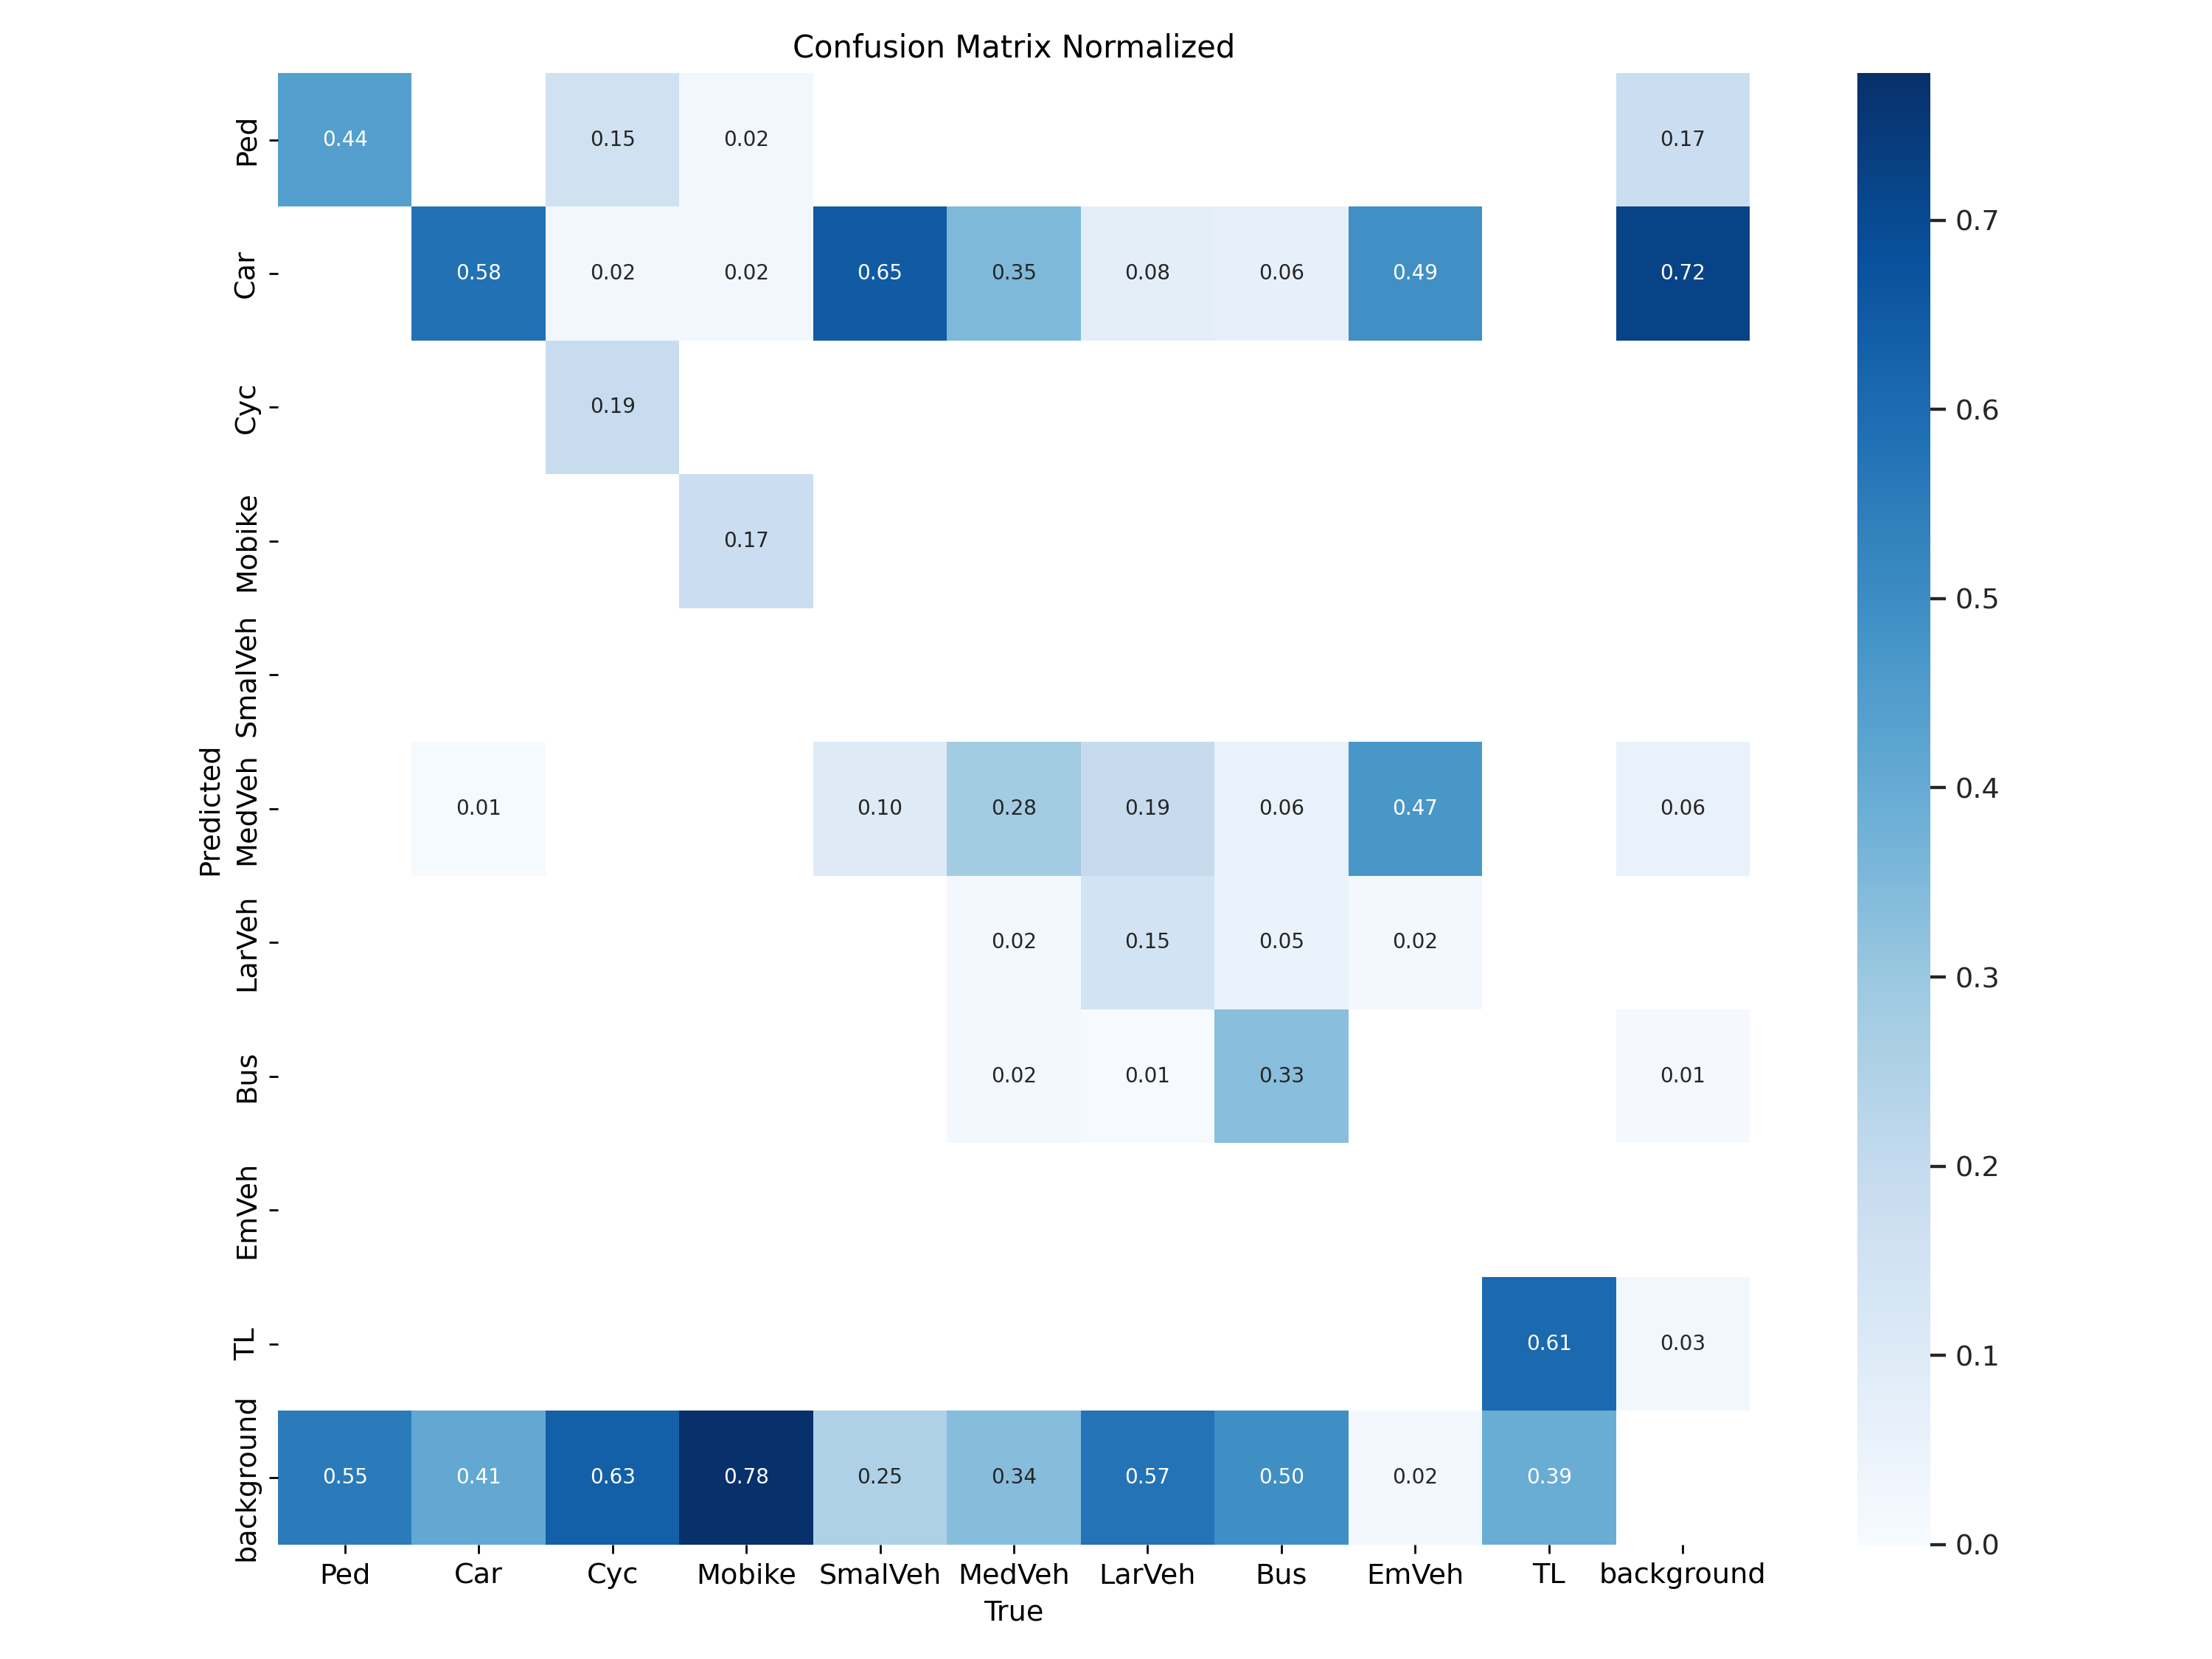 Confusion Matrix Normalized
Ped
0.44
0.15
0.02
0.17
Car
0.58
0.02
0.02
0.65
0.35
0.08
0.06
0.49
0.72
0.7
0.6
Cyc
0.19
Mobike
0.17
0.5
SmalVeh
Predicted
MedVeh
0.01
0.10
0.28
0.19
0.06
0.47
0.06
0.4
LarVeh
0.02
0.15
0.05
0.02
0.3
Bus
0.02
0.01
0.33
0.01
EmVeh
0.2
TL
0.61
0.03
0.1
background
0.55
0.41
0.63
0.78
0.25
0.34
0.57
0.50
0.02
0.39
0.0
Ped
Car
Cyc
Mobike
SmalVeh
MedVeh
LarVeh
Bus
EmVeh
TL
background
True